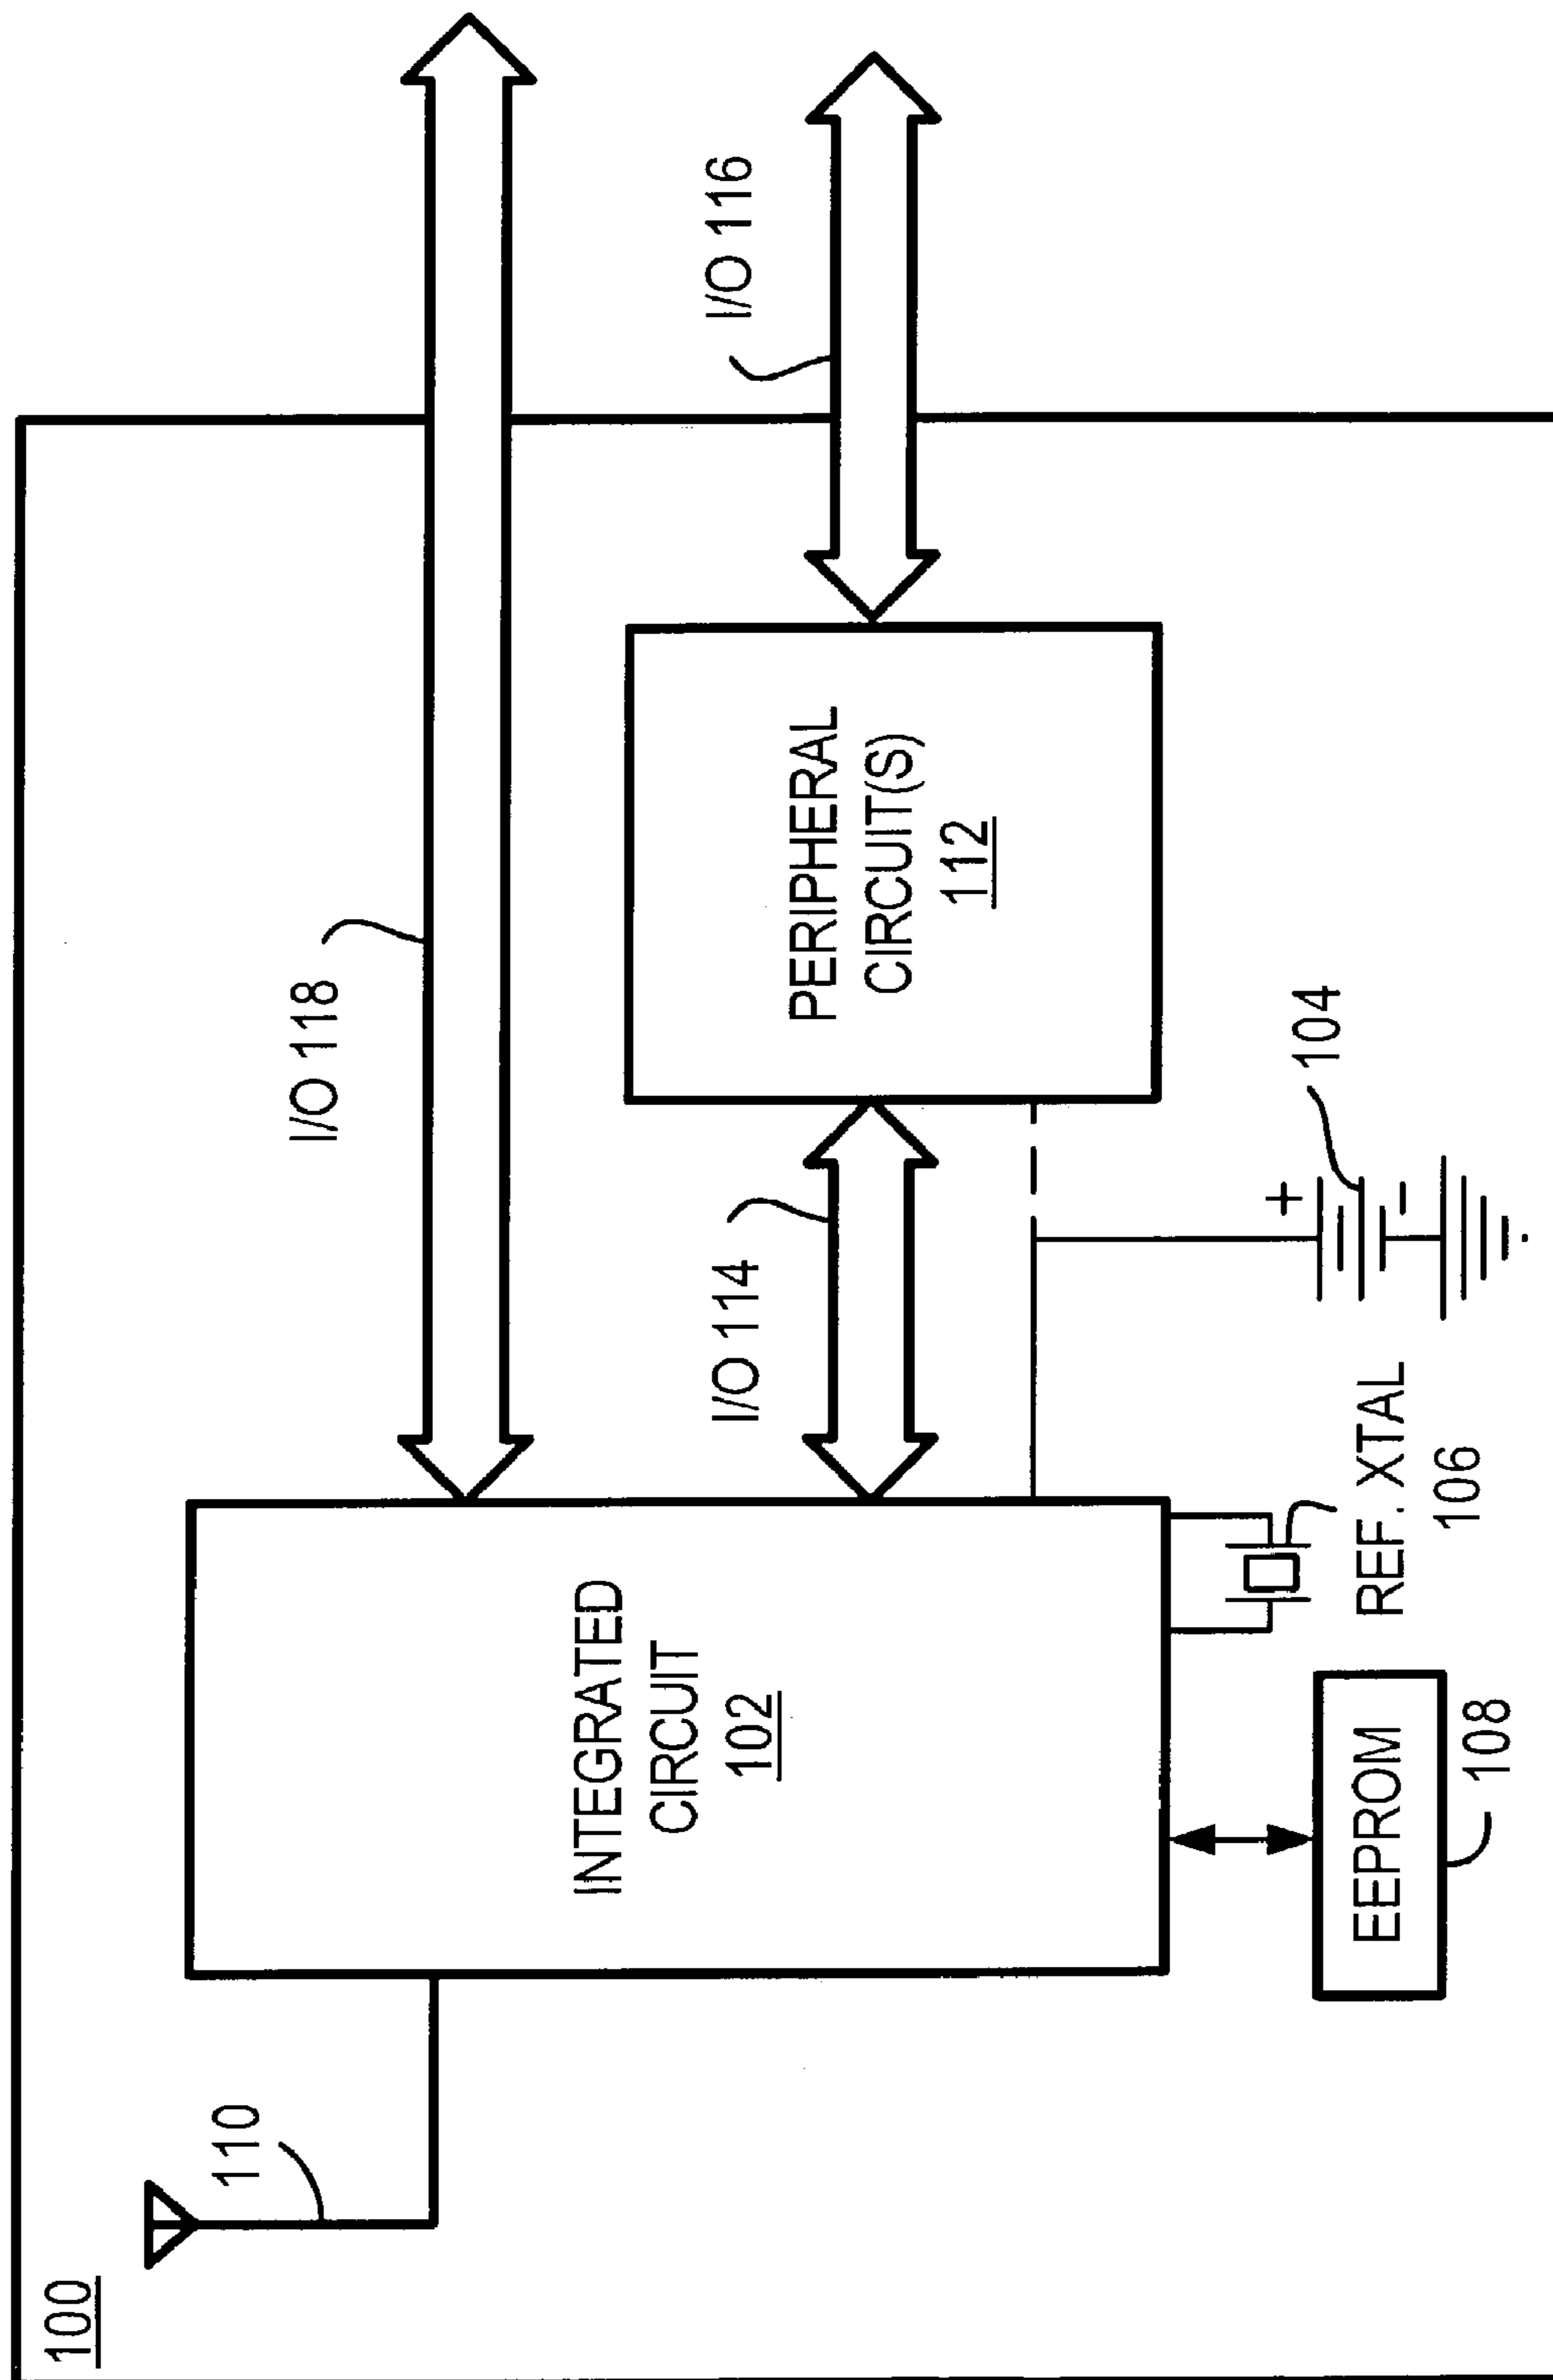 100
110
I/O 118
I/O 116
INTEGRATED
CIRCUIT
102
I/O 114
PERIPHERAL
CIRCUIT(S)
112
+
-
104
EEPROM
108
REF. XTAL
106